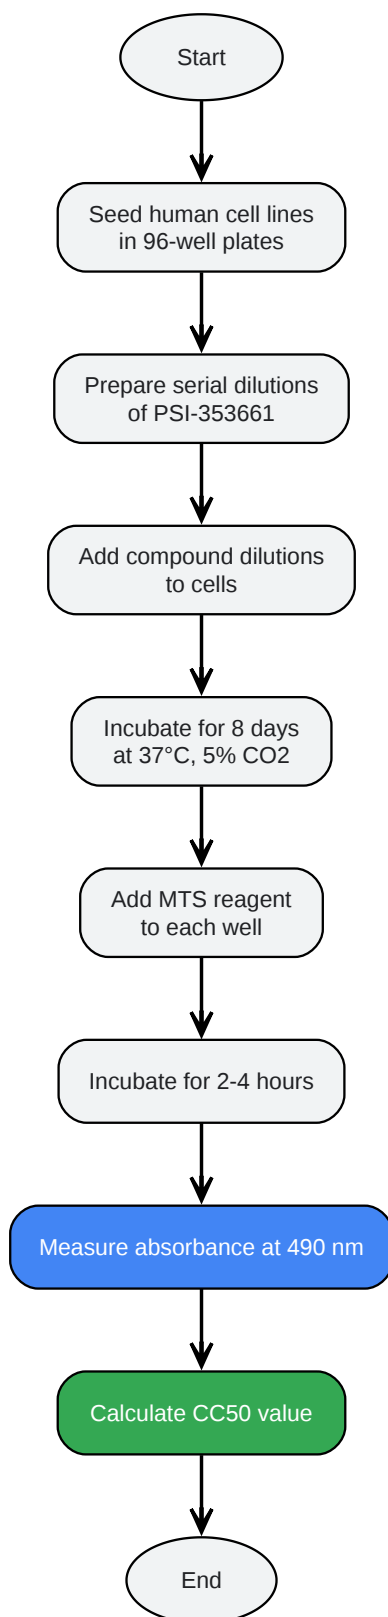 Start
Seed human cell lines
in 96-well plates
Prepare serial dilutions
of PSI-353661
Add compound dilutions
to cells
Incubate for 8 days
at 37°C, 5% CO2
Add MTS reagent
to each well
Incubate for 2-4 hours
Measure absorbance at 490 nm
Calculate CC50 value
End